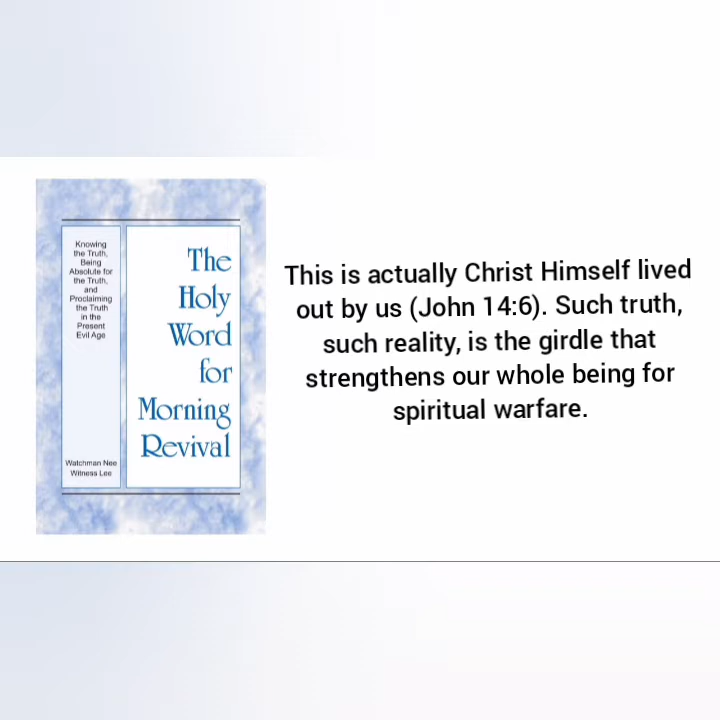 Knowing
the Truth,
Being
Absolute for
the Truth,
and
Proclaiming
the Truth
in the
Present
Evil Age
The
Holy
Word
for
Morning
Revival
Watchman Nee
Witness Lee
This is actually Christ Himself lived
out by us (John 14:6). Such truth,
such reality, is the girdle that
strengthens our whole being for
spiritual warfare.